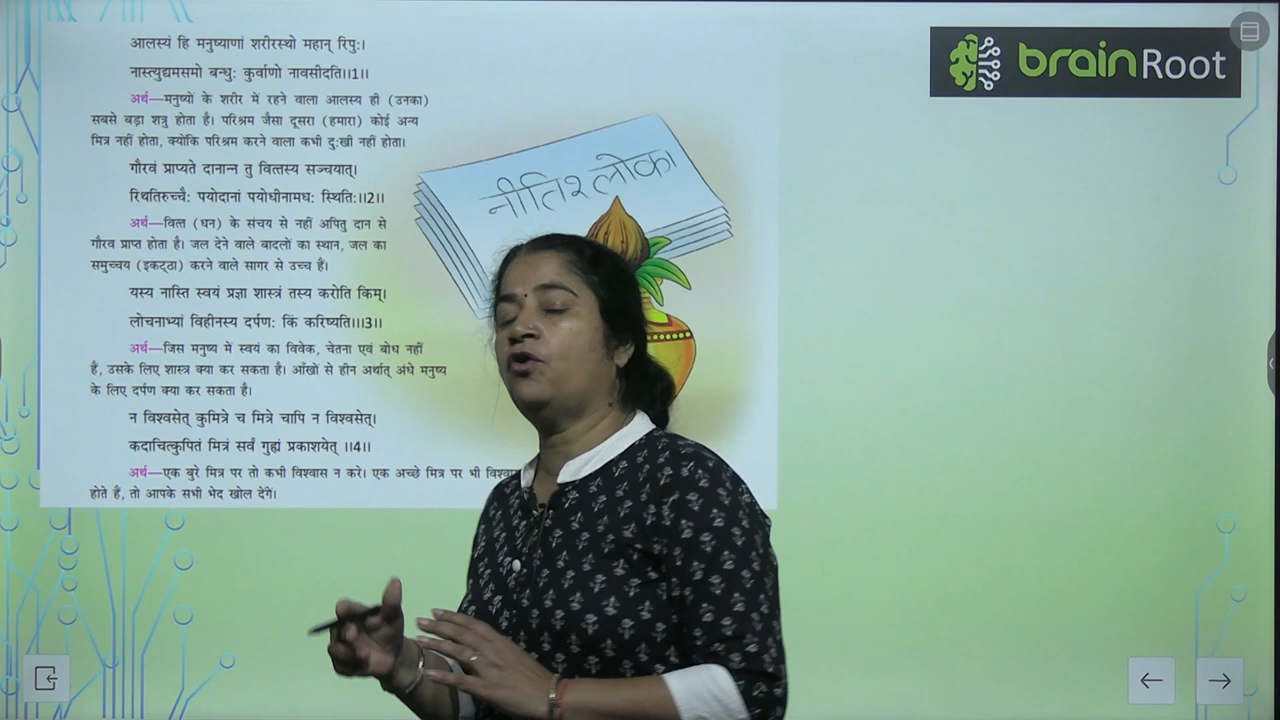 आलस्यं हि मनुष्याणां शरीरस्थो महान् रिपु:।
नास्त्युद्यमसमो बन्धु: कुर्वाणो नावसीदति।।1।।
अर्थ—मनुष्यों के शरीर में रहने वाला आलस्य ही (उनका)
सबसे बड़ा शत्रु होता है। परिश्रम जैसा दूसरा (हमारा) कोई अन्य
मित्र नहीं होता, क्योंकि परिश्रम करने वाला कभी दु:खी नहीं होता।
गौरवं प्राप्यते दानान्न तु वित्तस्य सञ्चयात्।
स्थितिरुच्चै: पयोदानां पयोधीनामध: स्थिति:।।2।।
अर्थ—वित्त (धन) के संचय से नहीं अपितु दान से
गौरव प्राप्त होता है। जल देने वाले बादलों का स्थान, जल का
समुच्चय (इकट्ठा) करने वाले सागर से उच्च हैं।
यस्य नास्ति स्वयं प्रज्ञा शास्त्रं तस्य करोति किम्।
लोचनाभ्यां विहीनस्य दर्पण: किं करिष्यति।।।3।।
अर्थ—जिस मनुष्य में स्वयं का विवेक, चेतना एवं बोध नहीं
हैं, उसके लिए शास्त्र क्या कर सकता है। आँखों से हीन अर्थात् अंधे मनुष्य
के लिए दर्पण क्या कर सकता है।
न विश्वसेत् कुमित्रे च मित्रे चापि न विश्वसेत्।
कदाचित्कुपितं मित्रं सर्वं गुह्यं प्रकाशयेत् ।।4।।
अर्थ—एक बुरे मित्र पर तो कभी विश्वास न करे। एक अच्छे मित्र पर भी
होते हैं, तो आपके सभी भेद खोल देंगें।
नीतिश्लोका
brainRoot